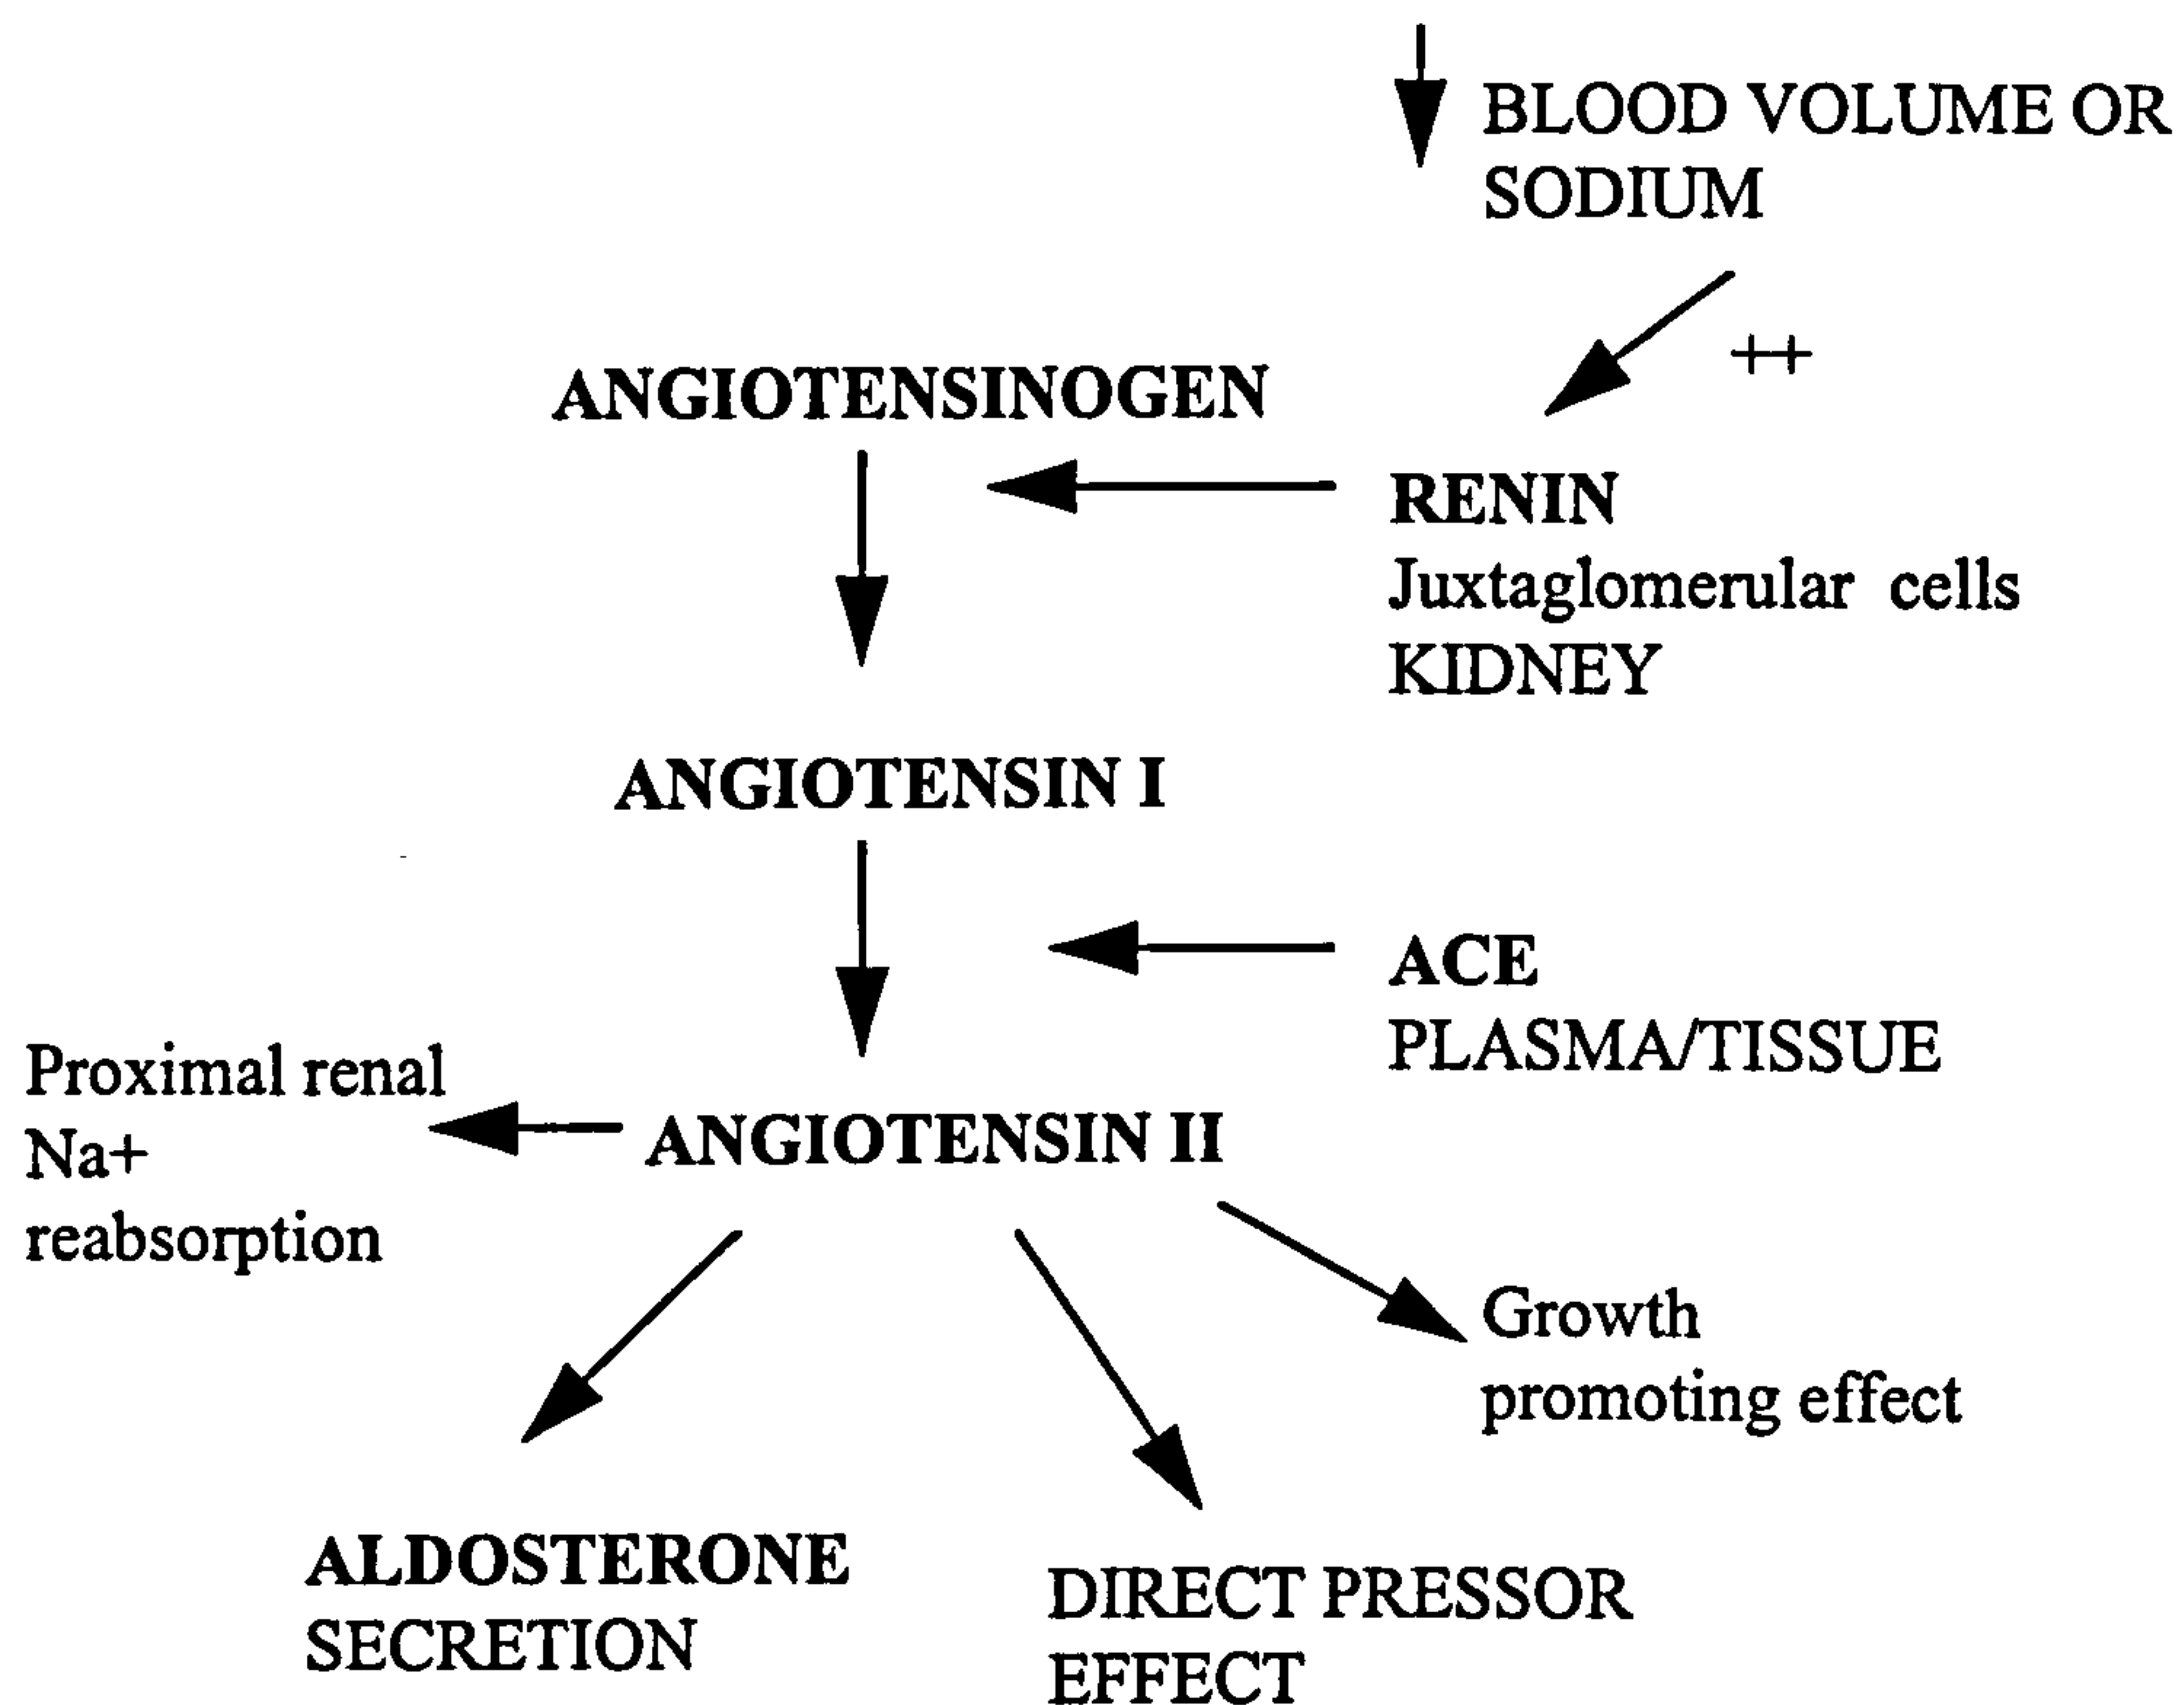 BLOOD VOLUME OR
SODIUM
++
ANGIOTENSINOGEN
RENIN
Juxtaglomerular cells
KIDNEY
ANGIOTENSIN I
ACE
PLASMA/TISSUE
Proximal renal
Na+
reabsorption
ANGIOTENSIN II
Growth
promoting effect
ALDOSTERONE
SECRETION
DIRECT PRESSOR
EFFECT